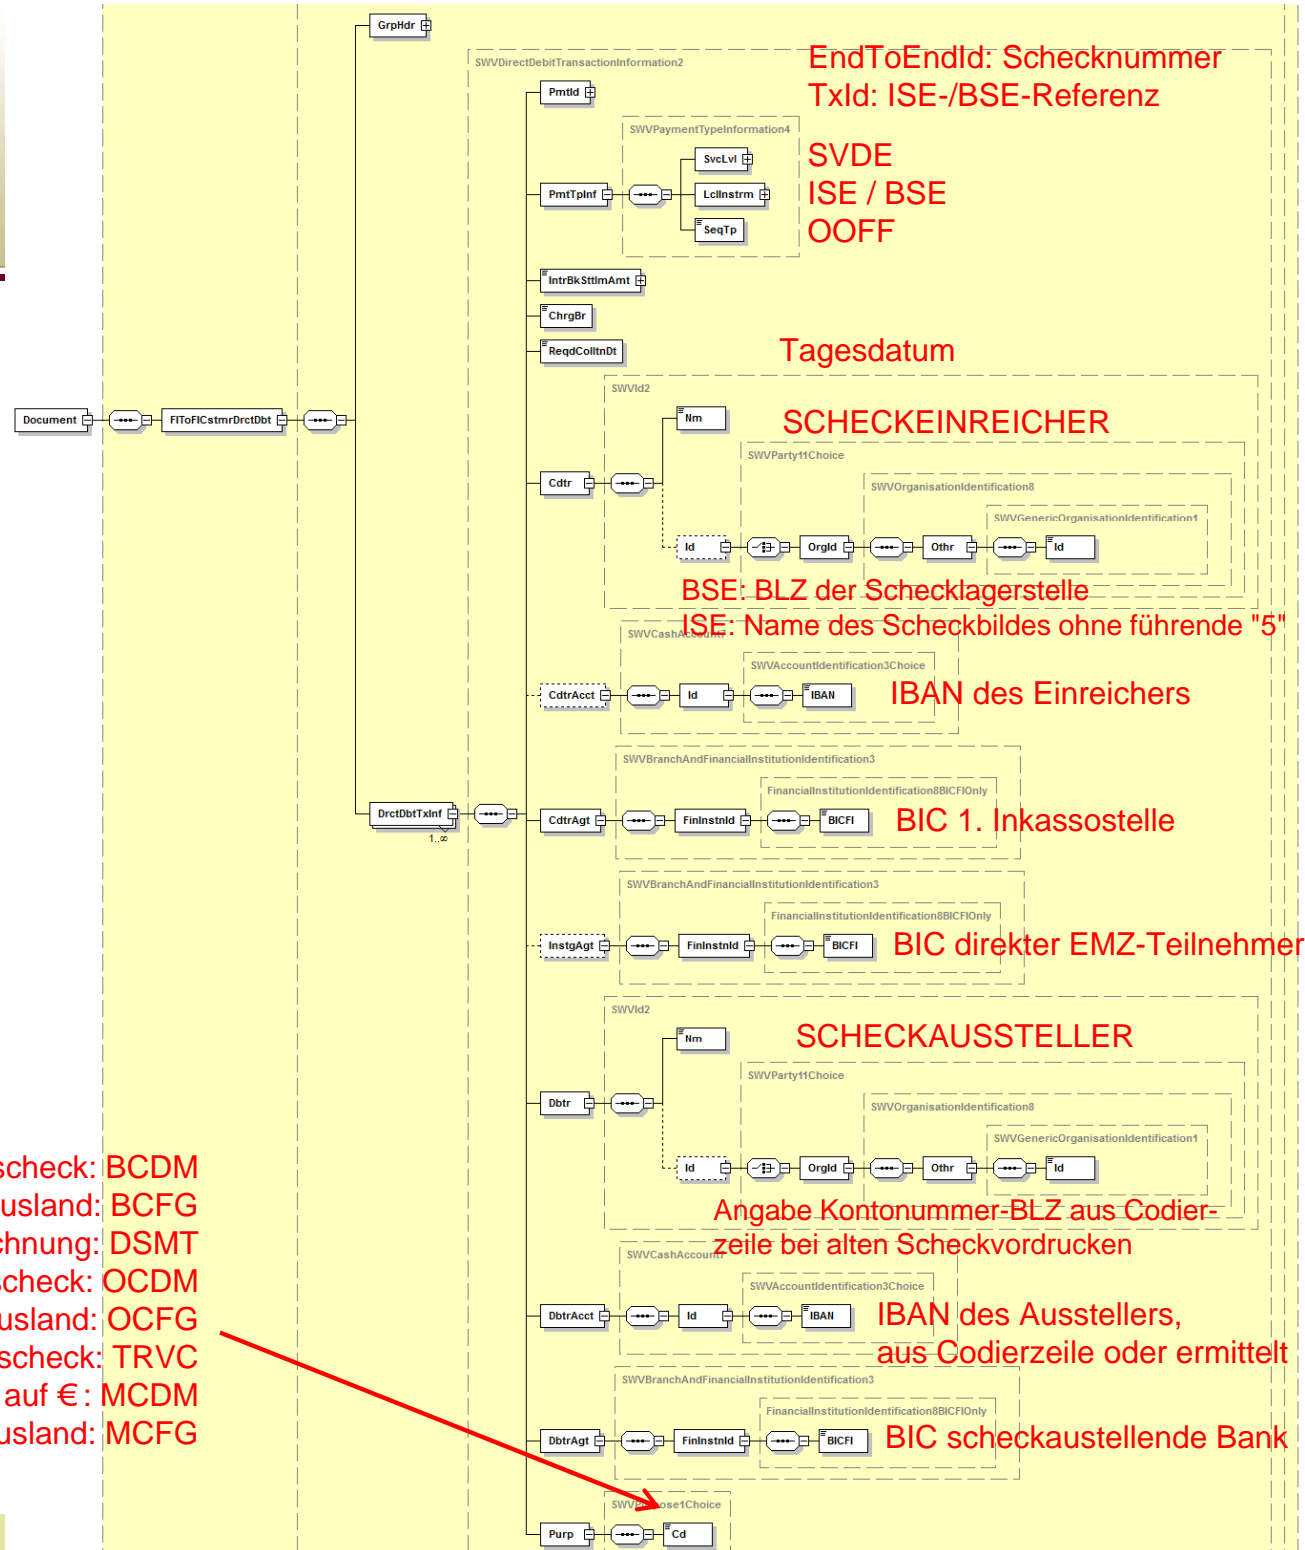 GrpHdr
SWVDirectDebitTransactionInformation2
EndToEndId: Schecknummer
TxId: ISE-/BSE-Referenz
PmtId
SWVPaymentTypeInformation4
SvcLvl
SVDE
PmtTpInf
LclInstrm
ISE / BSE
SeqTp
OOFF
IntrBkSttlmAmt
ChrgBr
ReqdColltnDt
Tagesdatum
SWVId2
Document
FIToFICstmrDrctDbt
Nm
SCHECKEINREICHER
SWVParty11Choice
Cdtr
SWVOrganisationIdentification8
SWVGenericOrganisationIdentification1
Id
OrgId
Othr
Id
BSE: BLZ der Schecklagerstelle
ISE: Name des Scheckbildes ohne führende "5"
SWVCashAccount7
SWVAccountIdentification3Choice
CdtrAcct
Id
IBAN
IBAN des Einreichers
SWVBranchAndFinancialInstitutionIdentification3
FinancialInstitutionIdentification8BICFIOnly
DrctDbtTxInf
1..∞
CdtrAgt
FinInstnId
BICFI
BIC 1. Inkassostelle
SWVBranchAndFinancialInstitutionIdentification3
FinancialInstitutionIdentification8BICFIOnly
InstgAgt
FinInstnId
BICFI
BIC direkter EMZ-Teilnehmer
SWVId2
Nm
SCHECKAUSSTELLER
SWVParty11Choice
Dbtr
SWVOrganisationIdentification8
SWVGenericOrganisationIdentification1
Id
OrgId
Othr
Id
Angabe Kontonummer-BLZ aus Codier-
zeile bei alten Scheckvordrucken
SWVCashAccount7
SWVAccountIdentification3Choice
DbtrAcct
Id
IBAN
IBAN des Ausstellers,
aus Codierzeile oder ermittelt
SWVBranchAndFinancialInstitutionIdentification3
FinancialInstitutionIdentification8BICFIOnly
DbtrAgt
FinInstnId
BICFI
BIC scheckaustellende Bank
Purp
Cd
scheck: BCDM
usland: BCFG
chnung: DSMT
scheck: OCDM
usland: OCFG
scheck: TRVC
auf €: MCDM
usland: MCFG